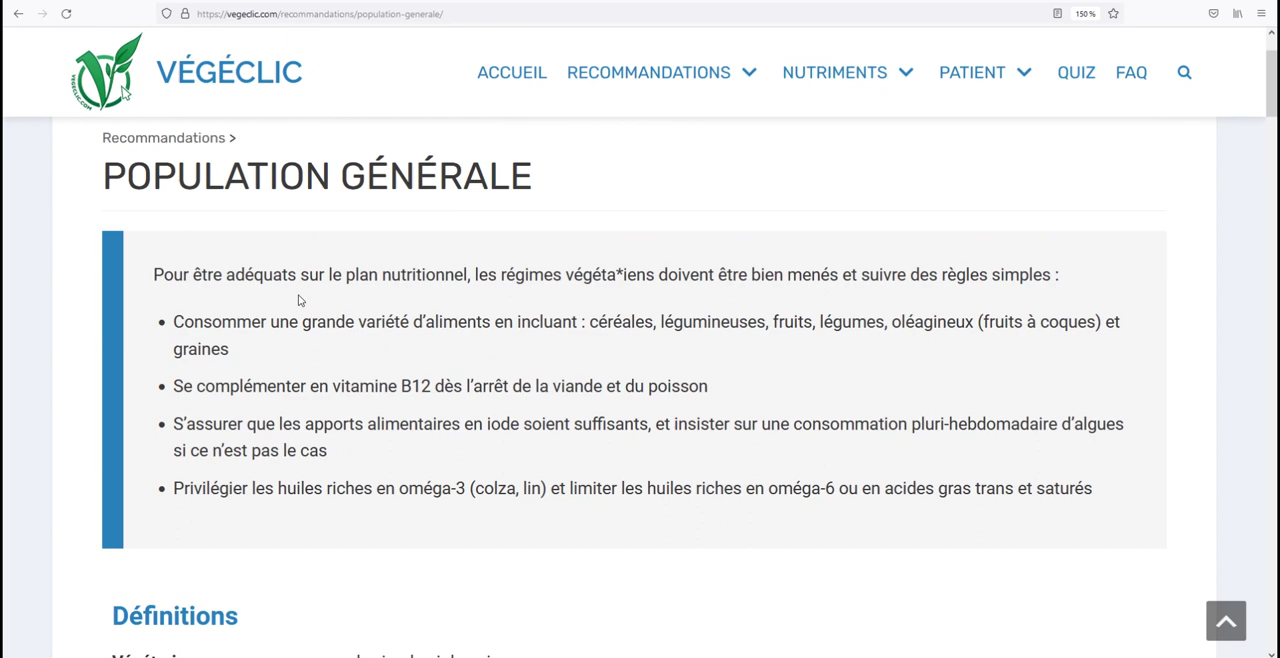 https://vegeclic.com/recommandations/population-generale/
150 %
VEGECLIC.COM
VÉGÉCLIC
ACCUEIL RECOMMANDATIONS NUTRIMENTS PATIENT QUIZ FAQ
Recommandations >
POPULATION GÉNÉRALE
Pour être adéquats sur le plan nutritionnel, les régimes végéta*iens doivent être bien menés et suivre des règles simples :
• Consommer une grande variété d’aliments en incluant : céréales, légumineuses, fruits, légumes, oléagineux (fruits à coques) et
graines
• Se complémenter en vitamine B12 dès l’arrêt de la viande et du poisson
• S’assurer que les apports alimentaires en iode soient suffisants, et insister sur une consommation pluri-hebdomadaire d’algues
si ce n’est pas le cas
• Privilégier les huiles riches en oméga-3 (colza, lin) et limiter les huiles riches en oméga-6 ou en acides gras trans et saturés
Définitions